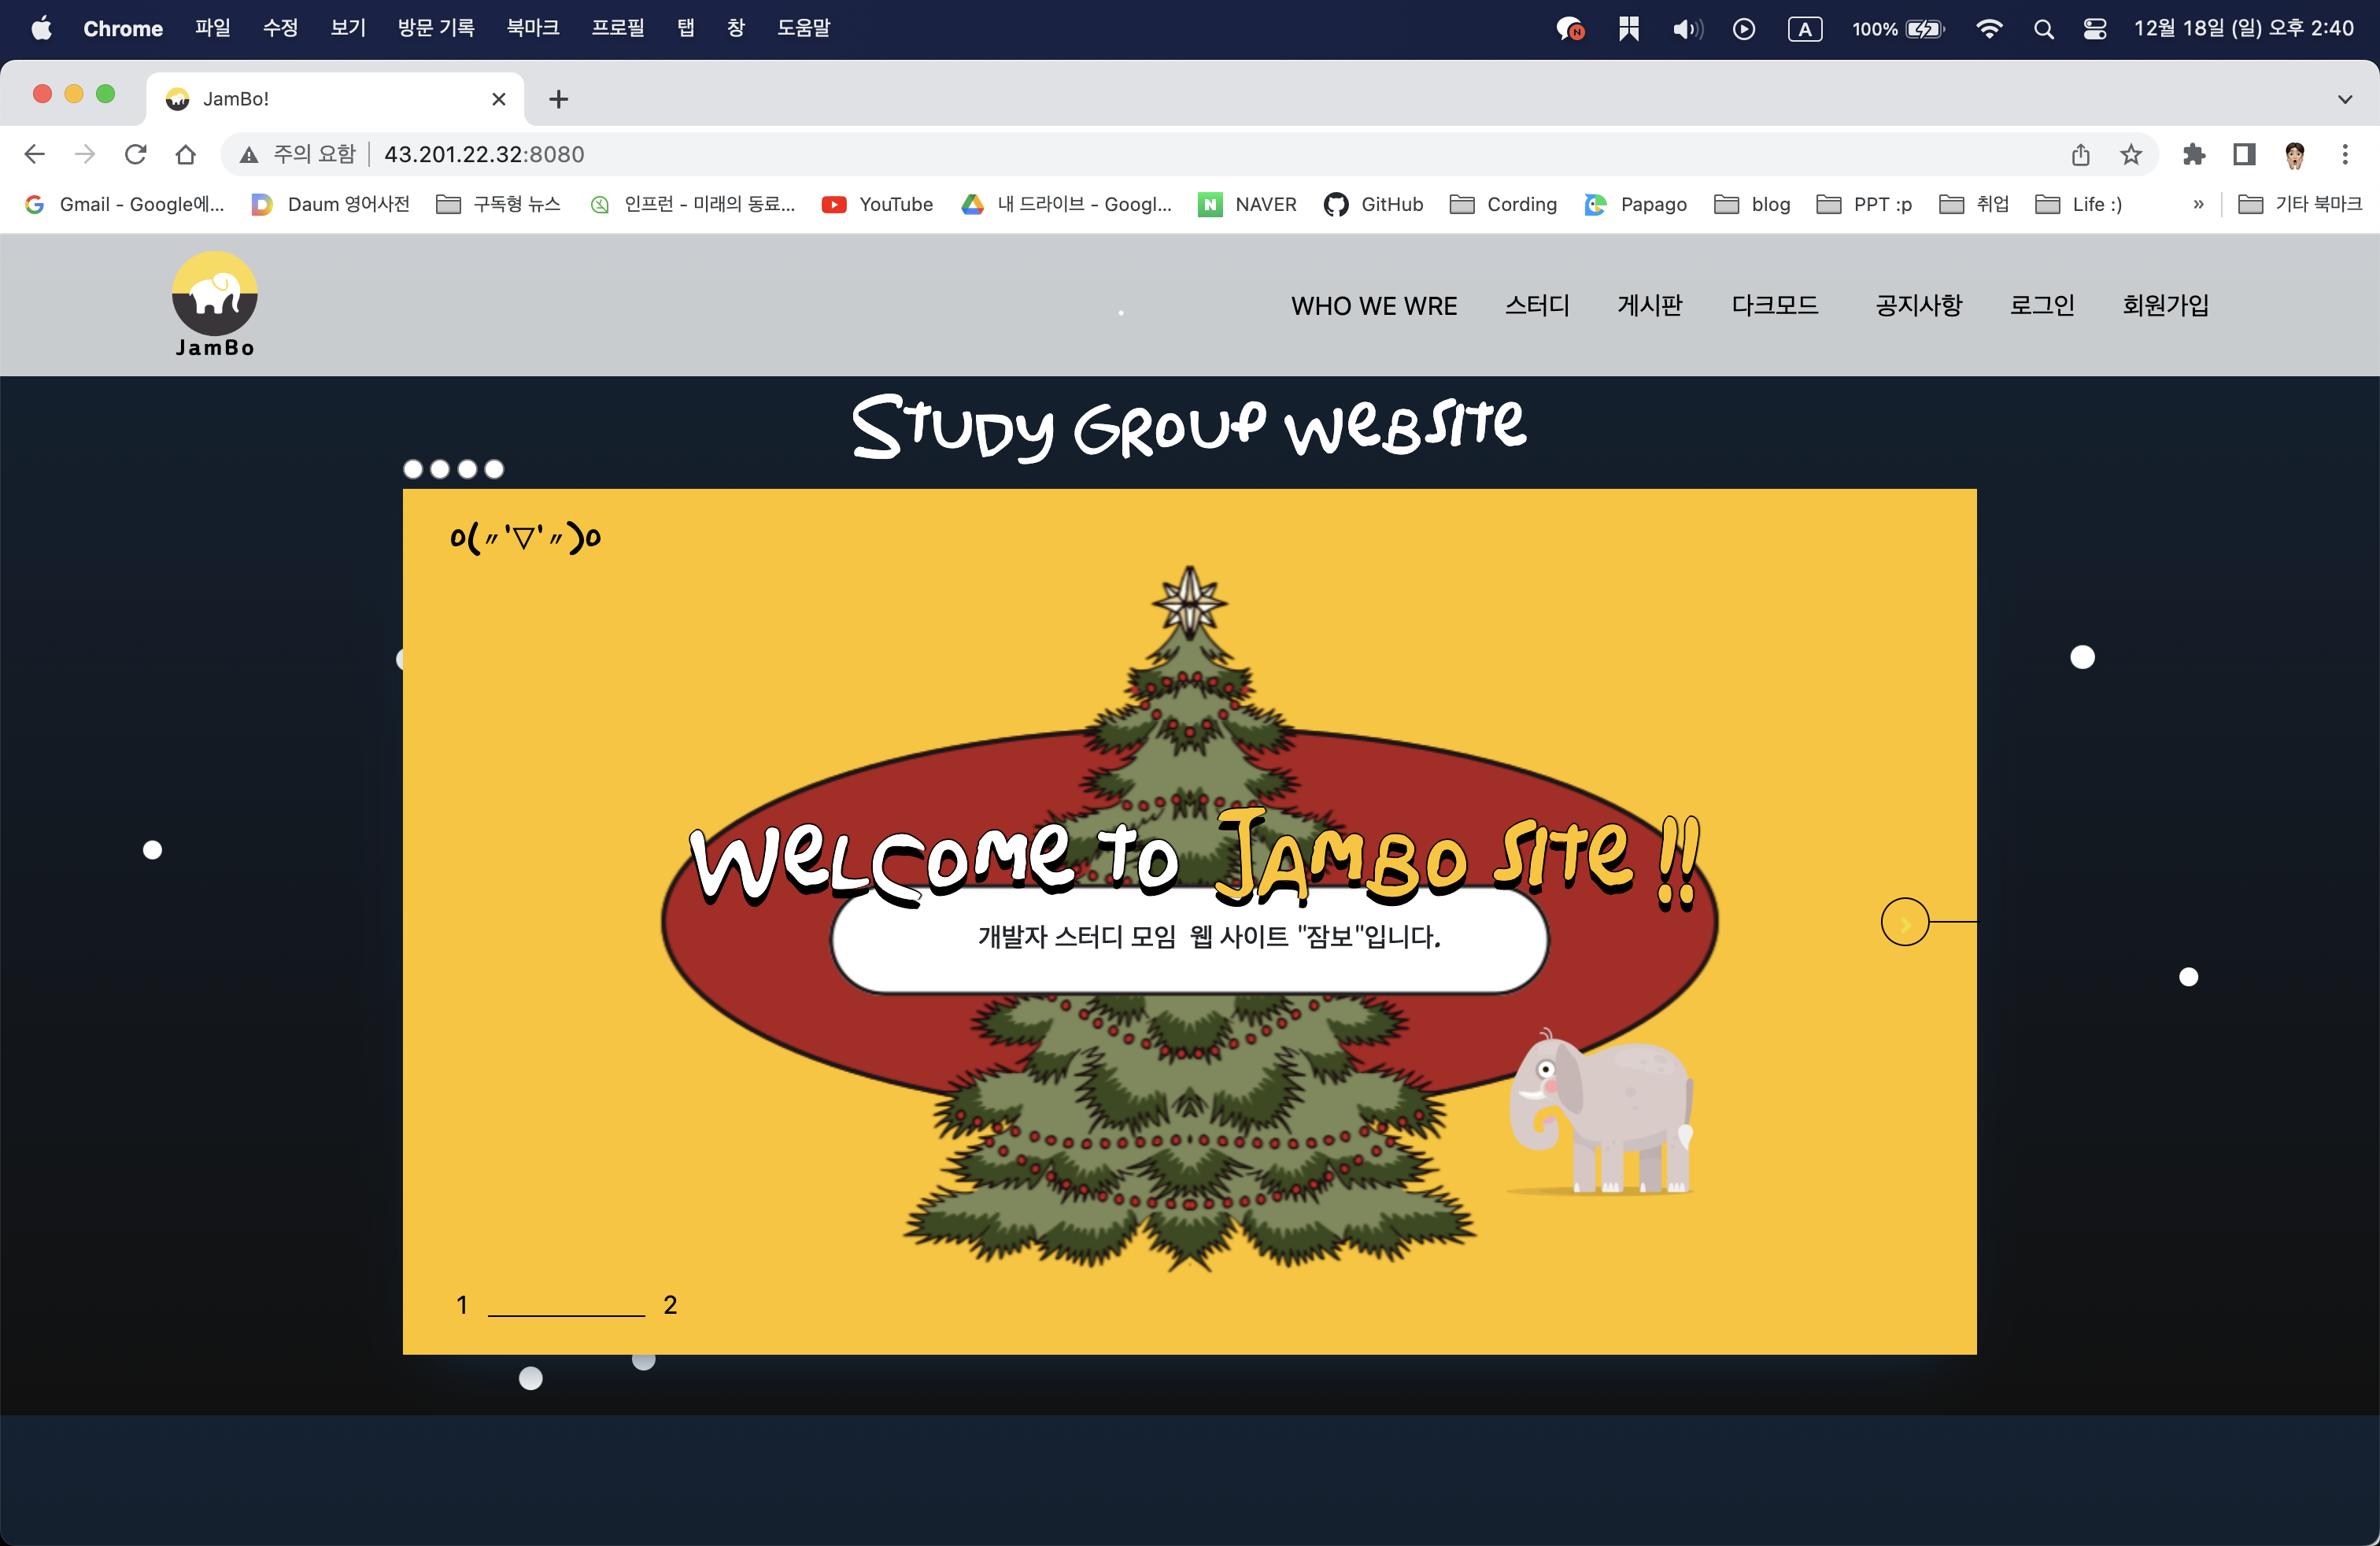 Chrome 파일 수정 보기 방문 기록 북마크 프로필 탭 창 도움말 A 100% 12월 18일 (일) 오후 2:40
JamBo!
주의 요함 43.201.22.32:8080
Gmail - Google에... Daum 영어사전 구독형 뉴스 인프런 - 미래의 동료... YouTube 내 드라이브 - Googl... NAVER GitHub Cording Papago blog PPT :p 취업 Life :) » 기타 북마크
JamBo
WHO WE WRE 스터디 게시판 다크모드 공지사항 로그인 회원가입
Study Group Website
o(〃'▽'〃)o
Welcome to Jambo site !!
개발자 스터디 모임 웹 사이트 "잠보"입니다.
1 2